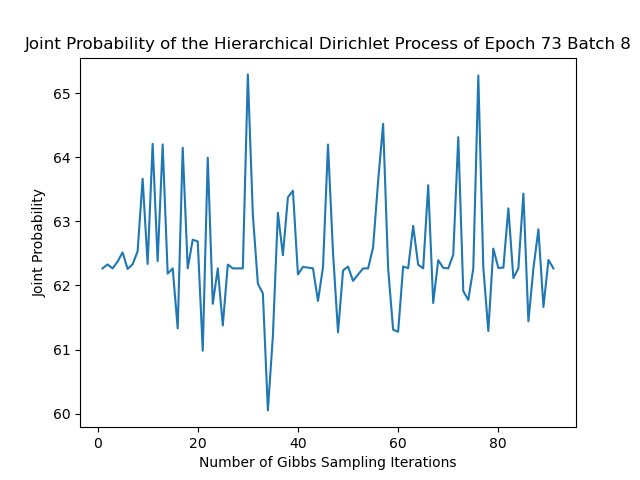 Joint Probability of the Hierarchical Dirichlet Process of Epoch 73 Batch 8
65
64
63
62
61
60
Joint Probability
0 20 40 60 80
Number of Gibbs Sampling Iterations